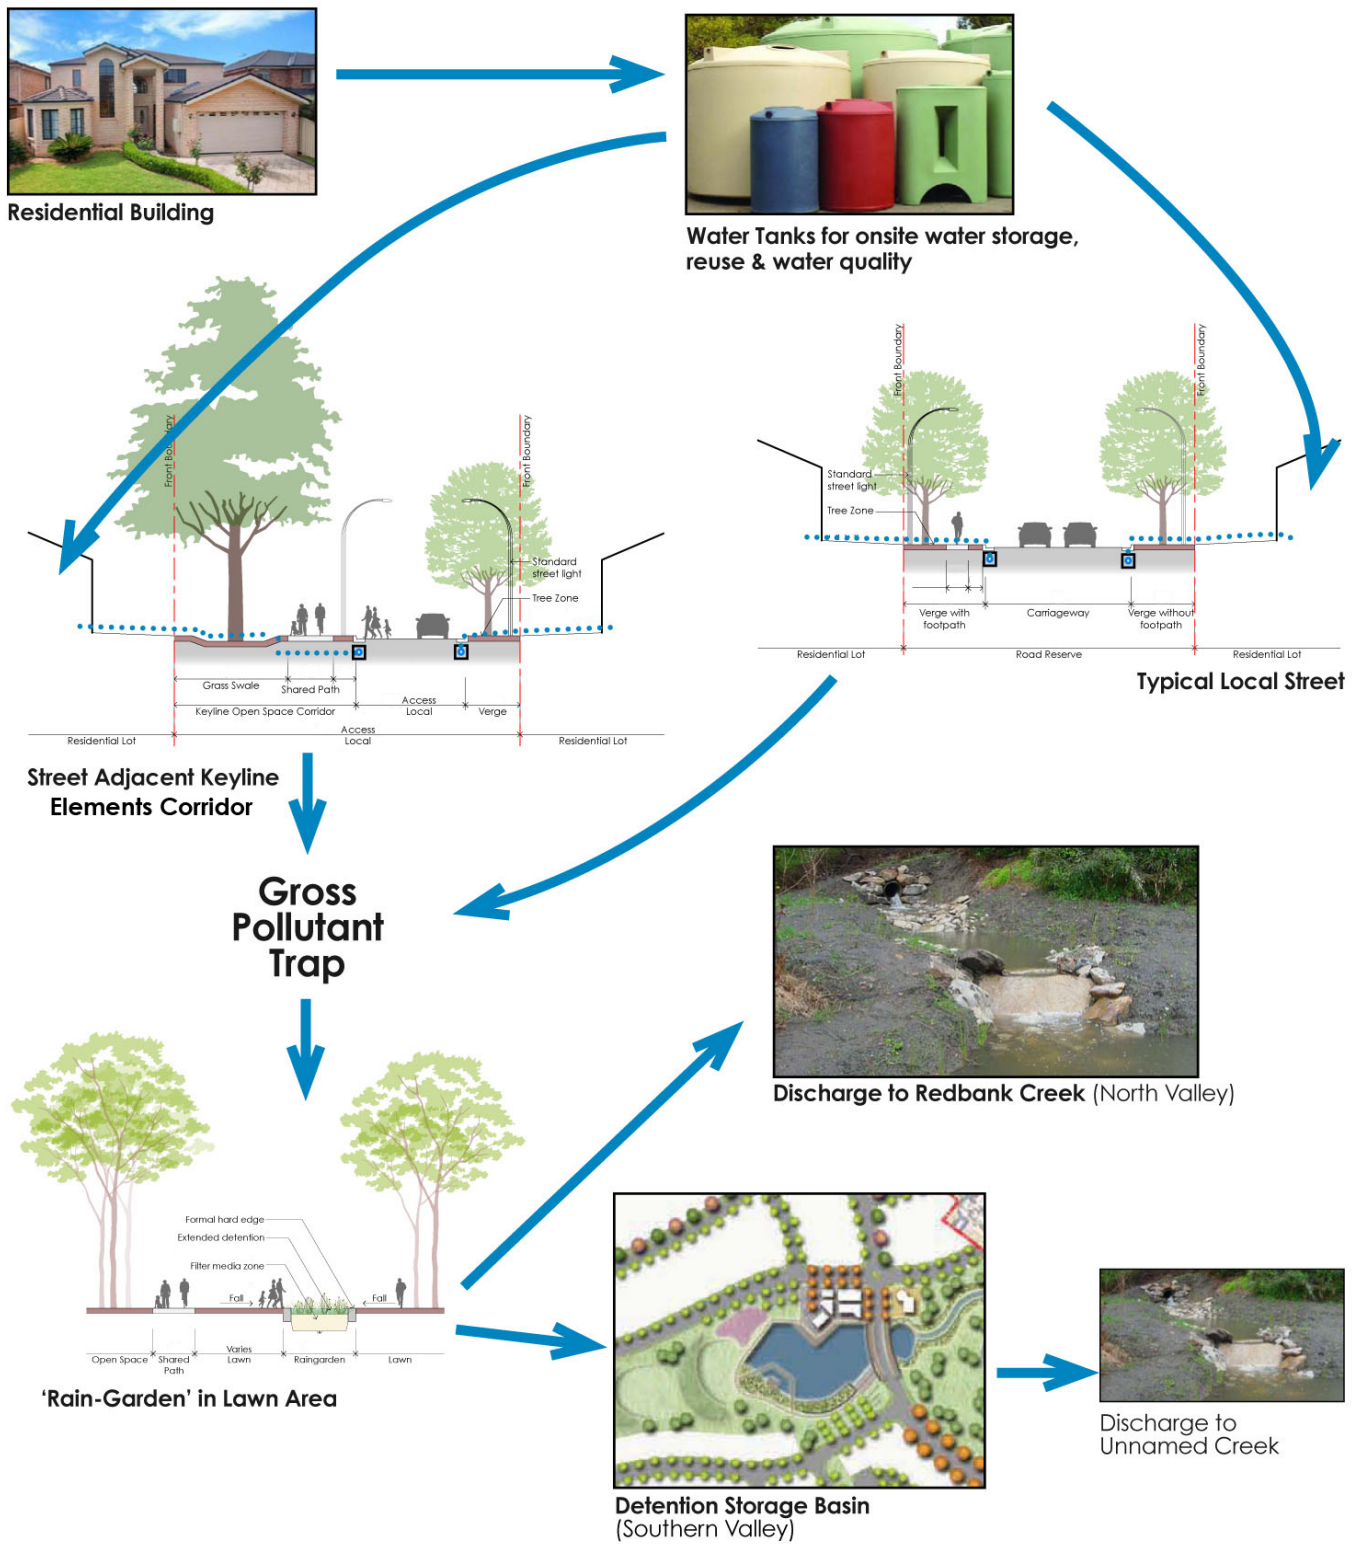 Residential Building
Water Tanks for onsite water storage,
reuse & water quality
Front Boundary
Front Boundary
Standard
street light
Tree Zone
Grass Swale
Shared Path
Keyline Open Space Corridor
Access
Local
Verge
Access
Local
Residential Lot
Residential Lot
Street Adjacent Keyline
Elements Corridor
Front Boundary
Front Boundary
Standard
street light
Tree Zone
Verge with
footpath
Carriageway
Verge without
footpath
Residential Lot
Road Reserve
Residential Lot
Typical Local Street
Gross
Pollutant
Trap
Discharge to Redbank Creek (North Valley)
Formal hard edge
Extended detention
Filter media zone
Fall
Fall
Open Space
Shared
Path
Varies
Lawn
Raingarden
Lawn
‘Rain-Garden’ in Lawn Area
Detention Storage Basin
(Southern Valley)
Discharge to
Unnamed Creek